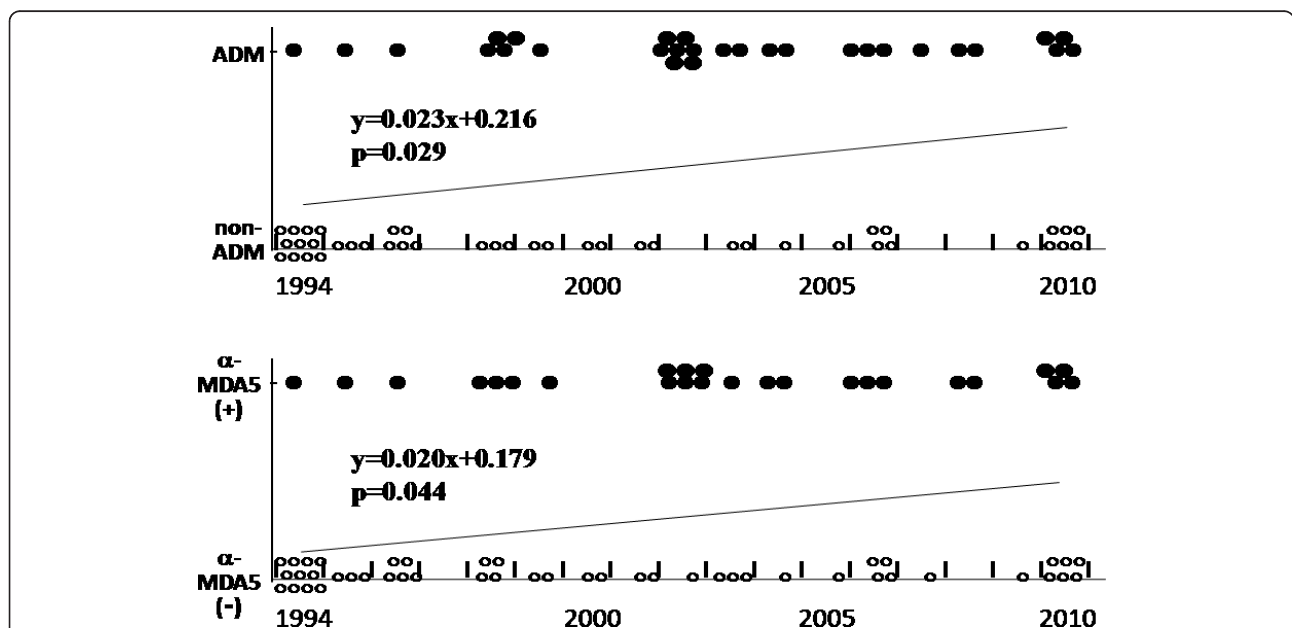 ADM
y=0.023x+0.216
p=0.029
non-
ADM
1994 2000 2005 2010
α-
MDA5
(+)
y=0.020x+0.179
p=0.044
α-
MDA5
(-)
1994 2000 2005 2010